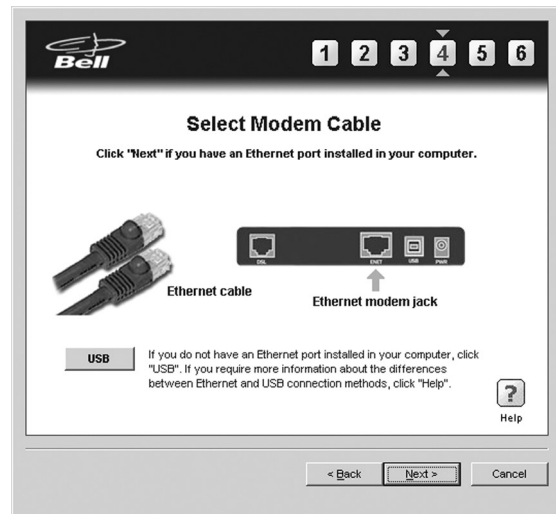 Bell
1 2 3 4 5 6
Select Modem Cable
Click "Next" if you have an Ethernet port installed in your computer.
DSL ENET USB PWR
Ethernet cable
Ethernet modem jack
USB
If you do not have an Ethernet port installed in your computer, click
"USB". If you require more information about the differences
between Ethernet and USB connection methods, click "Help".
?
Help
< Back Next > Cancel